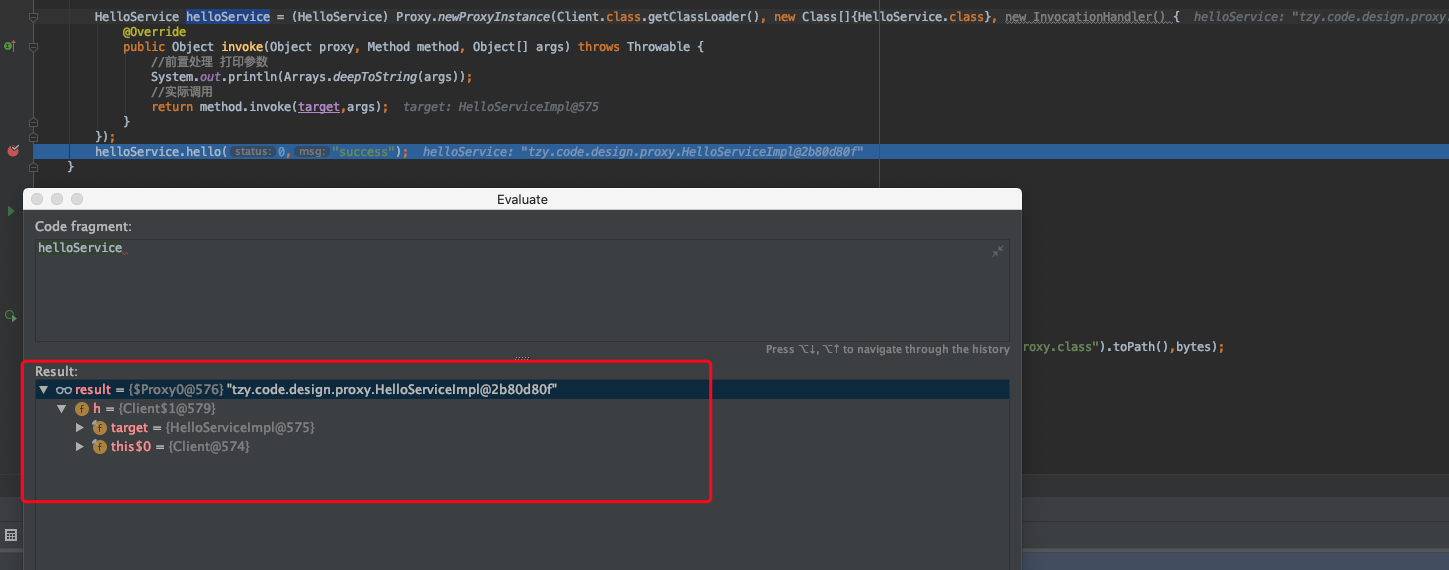 HelloService helloService = (HelloService) Proxy.newProxyInstance(Client.class.getClassLoader(), new Class[]{HelloService.class}, new InvocationHandler() { helloService: "tzy.code.design.proxy.
@Override
public Object invoke(Object proxy, Method method, Object[] args) throws Throwable {
//前置处理 打印参数
System.out.println(Arrays.deepToString(args));
//实际调用
return method.invoke(target,args); target: HelloServiceImpl@575
}
});
helloService.hello( status: 0, msg: "success"); helloService: "tzy.code.design.proxy.HelloServiceImpl@2b80d80f"
}
Evaluate
Code fragment:
helloService
roxy.class").toPath(),bytes);
Press ⌥↓, ⌥↑ to navigate through the history
Result:
result = {$Proxy0@576} "tzy.code.design.proxy.HelloServiceImpl@2b80d80f"
f h = {Client$1@579}
f target = {HelloServiceImpl@575}
f this$0 = {Client@574}